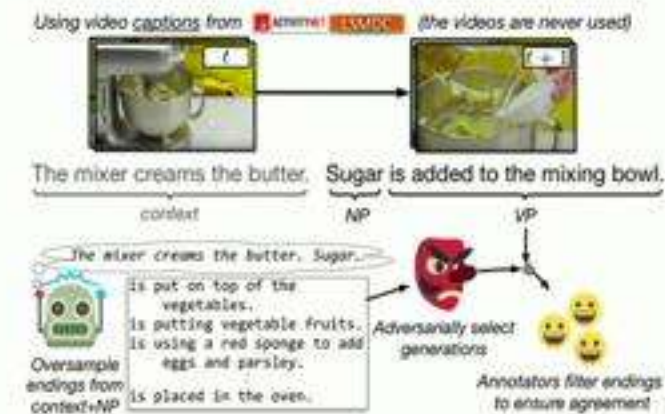 Using video captions from ACTIVITYNET LSMDC (the videos are never used)
t
t + 1
The mixer creams the butter. Sugar is added to the mixing bowl.
context NP VP
The mixer creams the butter. Sugar…
is put on top of the
vegetables.
is putting vegetable fruits.
is using a red sponge to add
eggs and parsley.
is placed in the oven.
Oversample
endings from
context+NP
Adversarially select
generations
Annotators filter endings
to ensure agreement